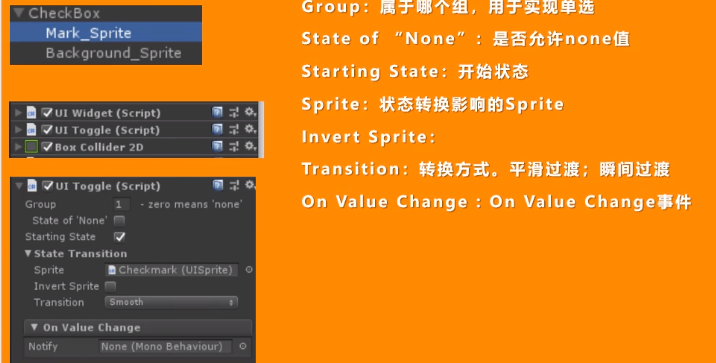 CheckBox
Mark_Sprite
Background_Sprite
UI Widget (Script)
UI Toggle (Script)
Box Collider 2D
UI Toggle (Script)
Group 1 - zero means 'none'
State of 'None'
Starting State
State Transition
Sprite Checkmark (UISprite)
Invert Sprite
Transition Smooth
On Value Change
Notify None (Mono Behaviour)
Group：属于哪个组，用于实现单选
State of “None”：是否允许none值
Starting State：开始状态
Sprite：状态转换影响的Sprite
Invert Sprite：
Transition：转换方式。平滑过渡；瞬间过渡
On Value Change：On Value Change事件